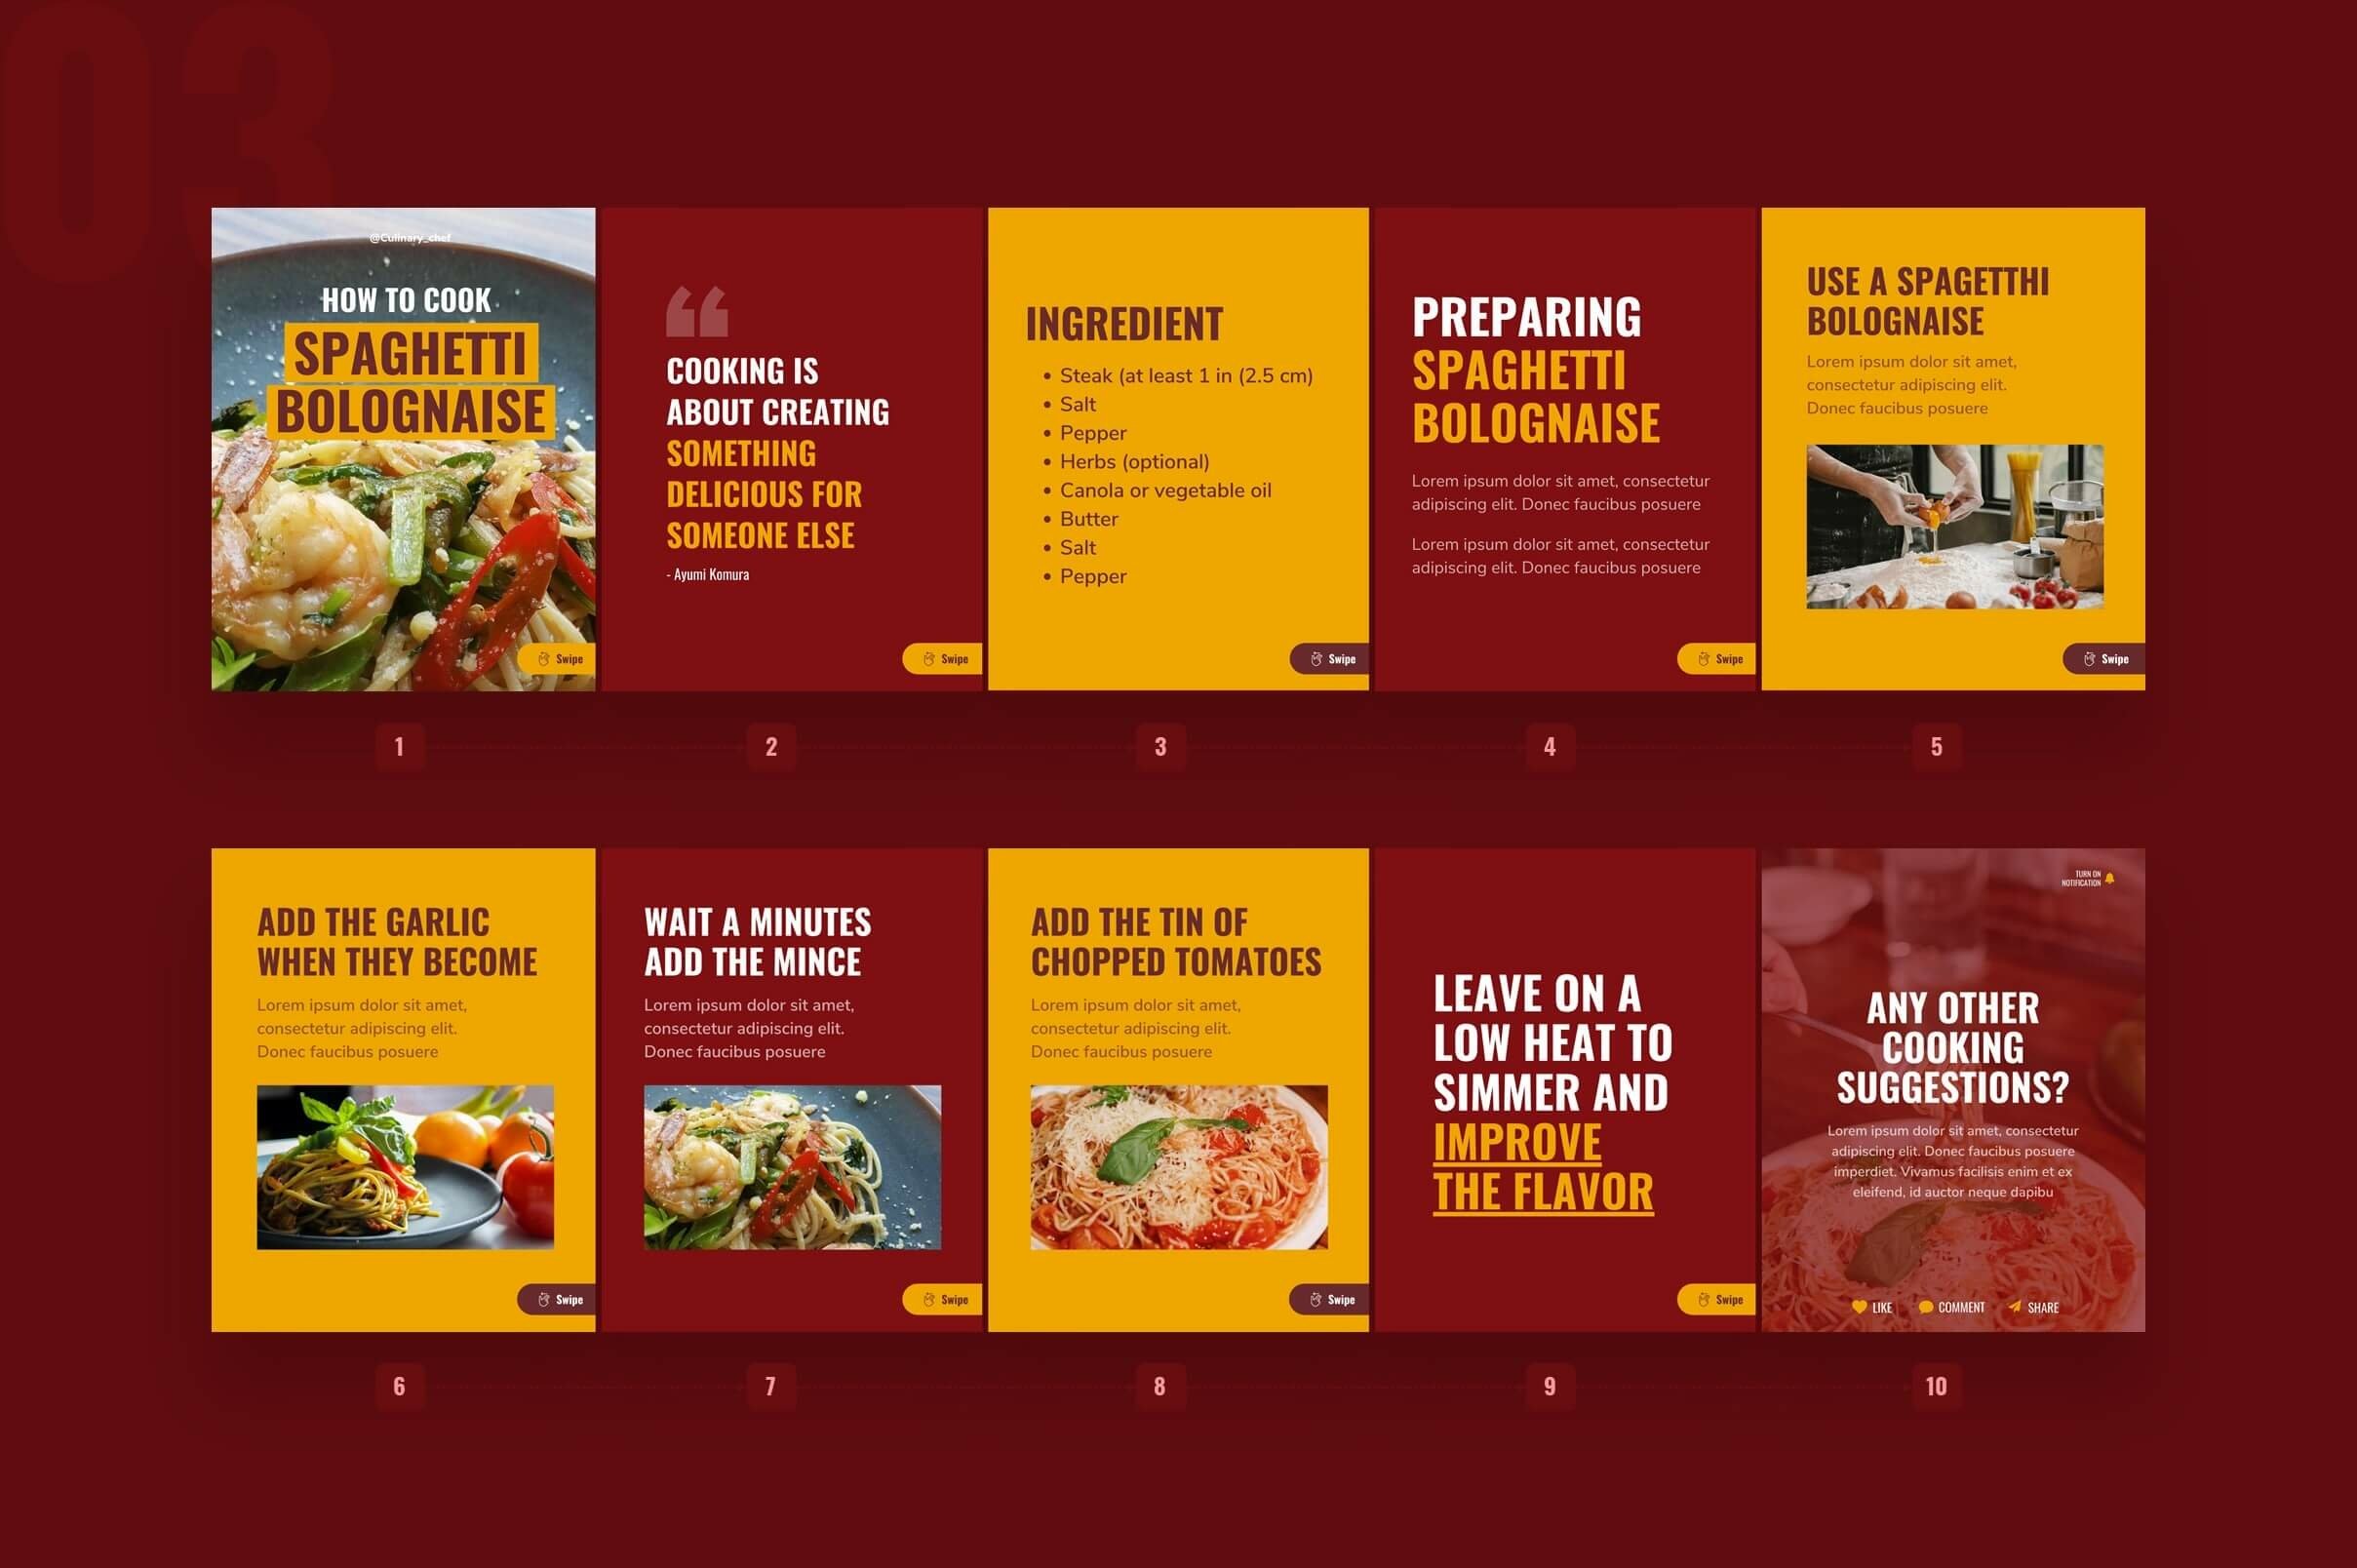 03
@Culinary_chef
HOW TO COOK
SPAGHETTI
BOLOGNAISE
Swipe
COOKING IS
ABOUT CREATING
SOMETHING
DELICIOUS FOR
SOMEONE ELSE
- Ayumi Komura
Swipe
INGREDIENT
• Steak (at least 1 in (2.5 cm)
• Salt
• Pepper
• Herbs (optional)
• Canola or vegetable oil
• Butter
• Salt
• Pepper
Swipe
PREPARING
SPAGHETTI
BOLOGNAISE
Lorem ipsum dolor sit amet, consectetur
adipiscing elit. Donec faucibus posuere
Lorem ipsum dolor sit amet, consectetur
adipiscing elit. Donec faucibus posuere
Swipe
USE A SPAGETTHI
BOLOGNAISE
Lorem ipsum dolor sit amet,
consectetur adipiscing elit.
Donec faucibus posuere
Swipe
1
2
3
4
5
ADD THE GARLIC
WHEN THEY BECOME
Lorem ipsum dolor sit amet,
consectetur adipiscing elit.
Donec faucibus posuere
Swipe
WAIT A MINUTES
ADD THE MINCE
Lorem ipsum dolor sit amet,
consectetur adipiscing elit.
Donec faucibus posuere
Swipe
ADD THE TIN OF
CHOPPED TOMATOES
Lorem ipsum dolor sit amet,
consectetur adipiscing elit.
Donec faucibus posuere
Swipe
LEAVE ON A
LOW HEAT TO
SIMMER AND
IMPROVE
THE FLAVOR
Swipe
TURN ON
NOTIFICATION
ANY OTHER
COOKING
SUGGESTIONS?
Lorem ipsum dolor sit amet, consectetur
adipiscing elit. Donec faucibus posuere
imperdiet. Vivamus facilisis enim et ex
eleifend, id auctor neque dapibu
LIKE
COMMENT
SHARE
6
7
8
9
10